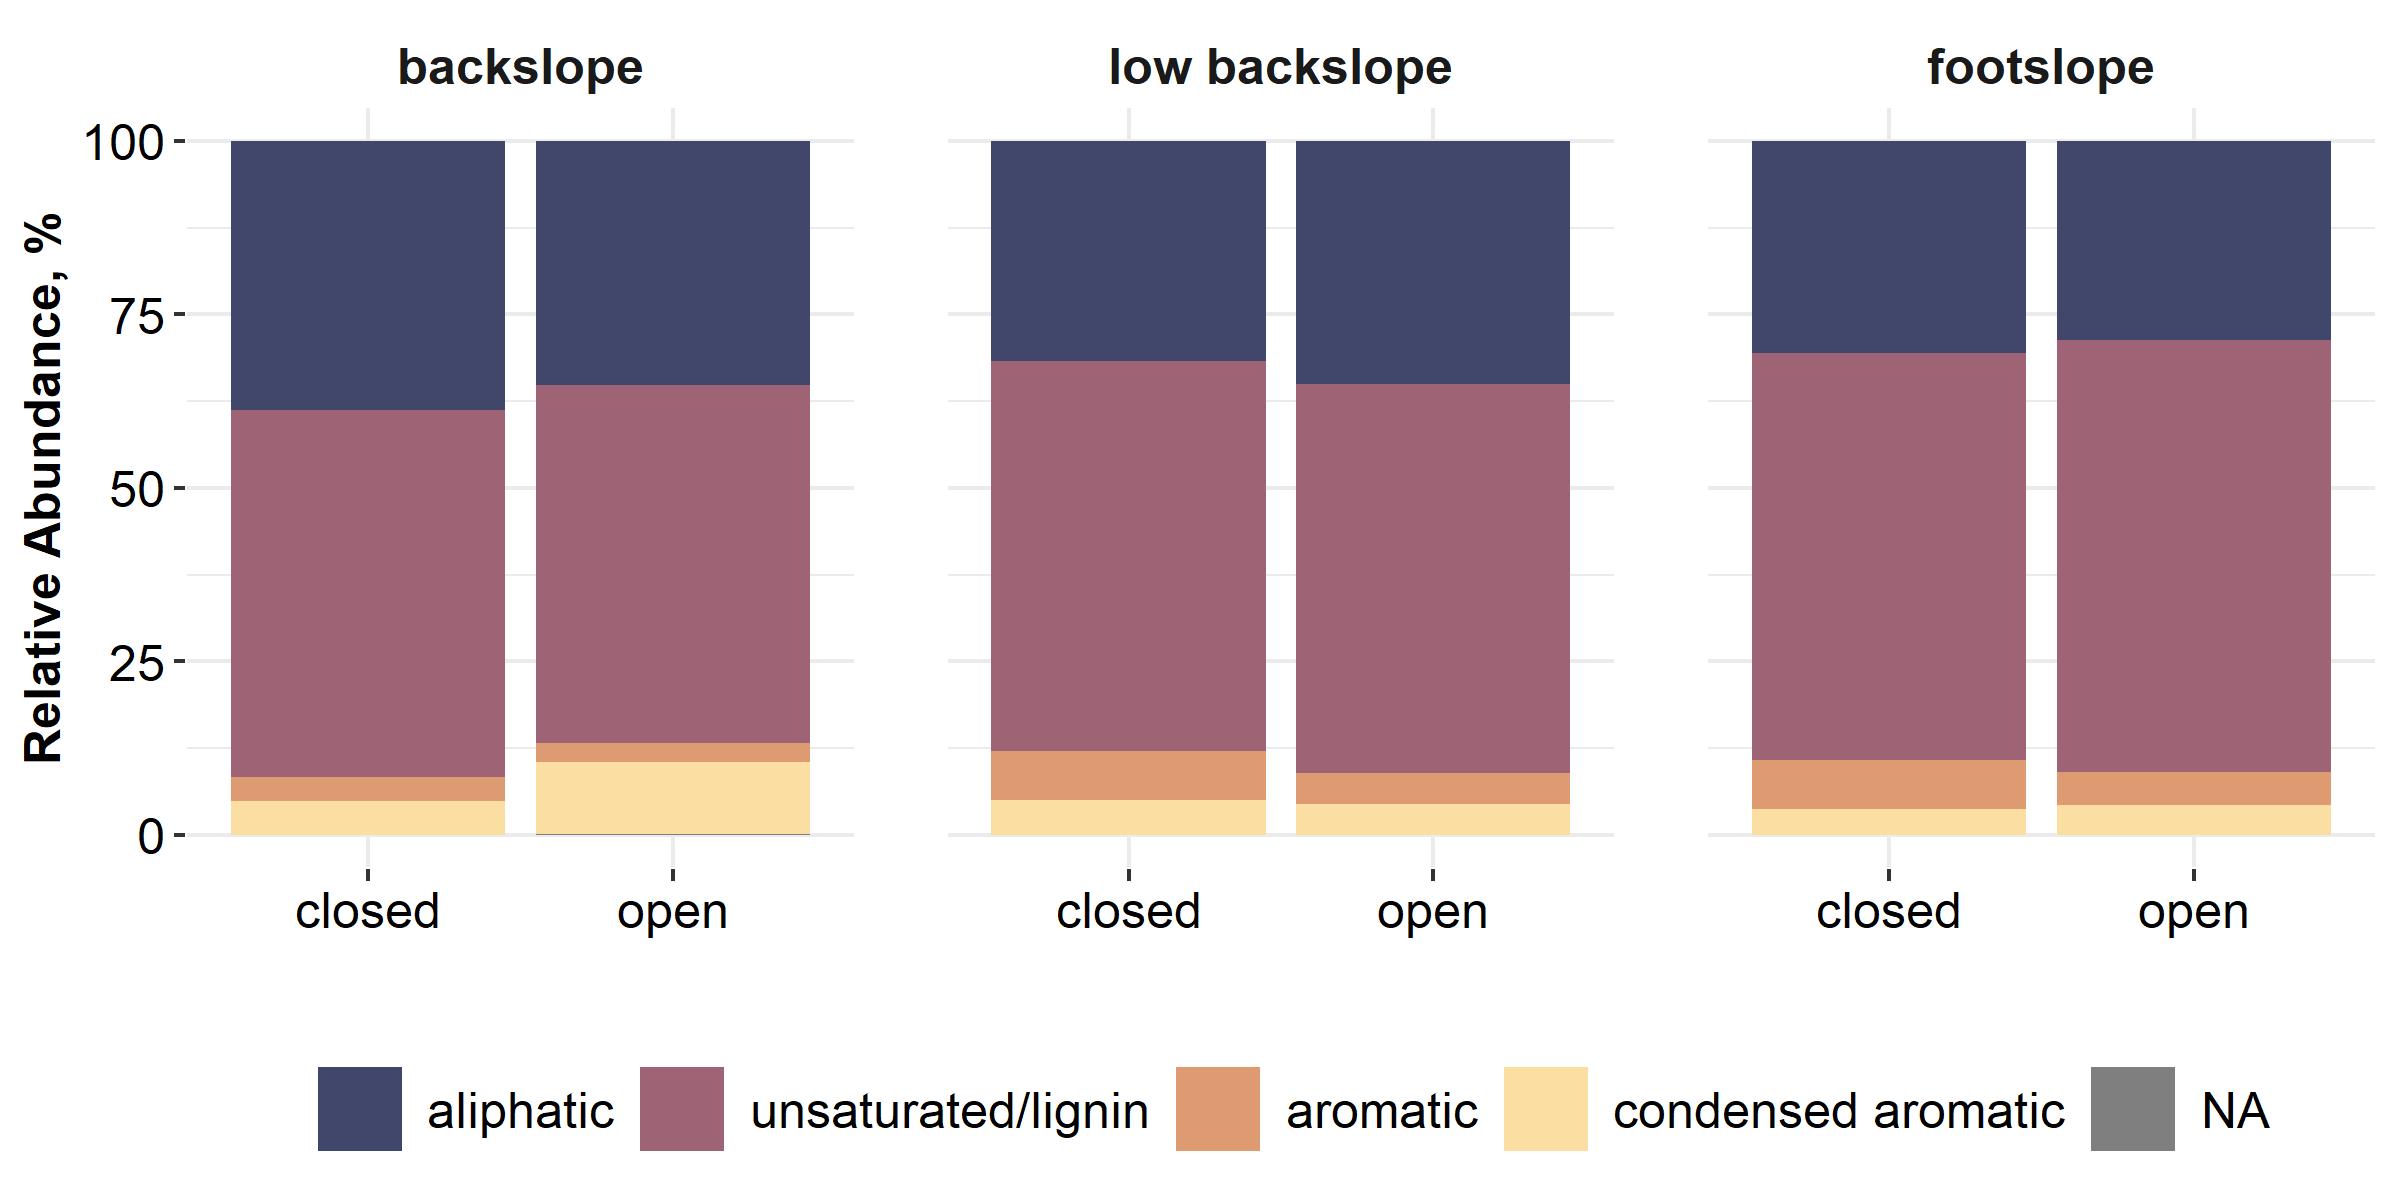 backslope
low backslope
footslope
Relative Abundance, %
100
75
50
25
0
closed open closed open closed open
aliphatic unsaturated/lignin aromatic condensed aromatic NA